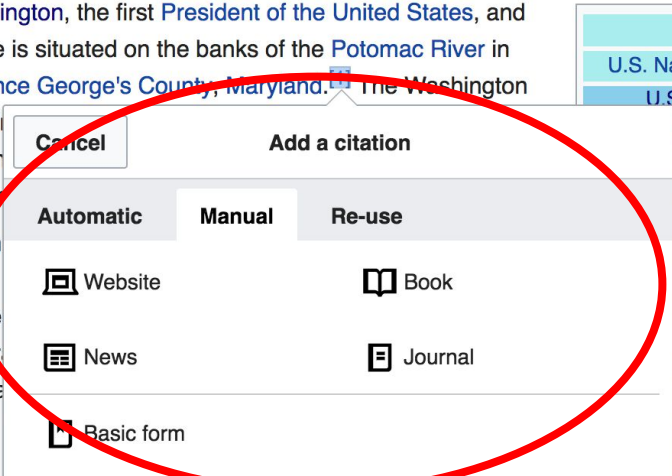 ington, the first President of the United States, and
e is situated on the banks of the Potomac River in
nce George's County, Maryland.[1] The Washington
U.S. Na
U.S
Cancel
Add a citation
Automatic
Manual
Re-use
Website
Book
News
Journal
Basic form